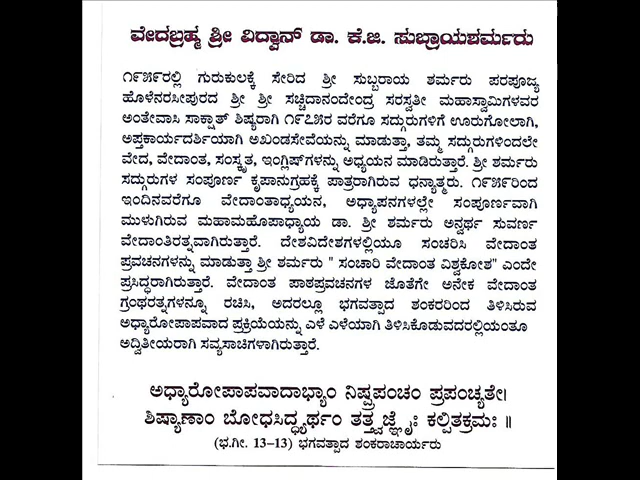 ವೇದಬ್ರಹ್ಮ ಶ್ರೀ ವಿದ್ವಾನ್ ಡಾ. ಕೆ.ಜಿ. ಸುಬ್ರಾಯಶರ್ಮರು
೧೯೫೯ರಲ್ಲಿ ಗುರುಕುಲಕ್ಕೆ ಸೇರಿದ ಶ್ರೀ ಸುಬ್ಬರಾಯ ಶರ್ಮರು ಪರಪೂಜ್ಯ
ಹೊಳೆನರಸೀಪುರದ ಶ್ರೀ ಶ್ರೀ ಸಚ್ಚಿದಾನಂದೇಂದ್ರ ಸರಸ್ವತೀ ಮಹಾಸ್ವಾಮಿಗಳವರ
ಅಂತೇವಾಸಿ ಸಾಕ್ಷಾತ್ ಶಿಷ್ಯರಾಗಿ ೧೯೭೫ರ ವರೆಗೂ ಸದ್ಗುರುಗಳಿಗೆ ಊರುಗೋಲಾಗಿ,
ಅಪ್ತಕಾರ್ಯದರ್ಶಿಯಾಗಿ ಅಖಂಡಸೇವೆಯನ್ನು ಮಾಡುತ್ತಾ, ತಮ್ಮ ಸದ್ಗುರುಗಳಿಂದಲೇ
ವೇದ, ವೇದಾಂತ, ಸಂಸ್ಕೃತ, ಇಂಗ್ಲಿಷ್‌ಗಳನ್ನು ಅಧ್ಯಯನ ಮಾಡಿರುತ್ತಾರೆ. ಶ್ರೀ ಶರ್ಮರು
ಸದ್ಗುರುಗಳ ಸಂಪೂರ್ಣ ಕೃಪಾನುಗ್ರಹಕ್ಕೆ ಪಾತ್ರರಾಗಿರುವ ಧನ್ಯಾತ್ಮರು. ೧೯೫೯ರಿಂದ
ಇಂದಿನವರೆಗೂ ವೇದಾಂತಾಧ್ಯಯನ, ಅಧ್ಯಾಪನಗಳಲ್ಲೇ ಸಂಪೂರ್ಣವಾಗಿ
ಮುಳುಗಿರುವ ಮಹಾಮಹೋಪಾಧ್ಯಾಯ ಡಾ. ಶ್ರೀ ಶರ್ಮರು ಅನ್ವರ್ಥ ಸುವರ್ಣ
ವೇದಾಂತಿರತ್ನವಾಗಿರುತ್ತಾರೆ. ದೇಶವಿದೇಶಗಳಲ್ಲಿಯೂ ಸಂಚರಿಸಿ ವೇದಾಂತ
ಪ್ರವಚನಗಳನ್ನು ಮಾಡುತ್ತಾ ಶ್ರೀ ಶರ್ಮರು " ಸಂಚಾರಿ ವೇದಾಂತ ವಿಶ್ವಕೋಶ" ಎಂದೇ
ಪ್ರಸಿದ್ಧರಾಗಿರುತ್ತಾರೆ. ವೇದಾಂತ ಪಾಠಪ್ರವಚನಗಳ ಜೊತೆಗೇ ಅನೇಕ ವೇದಾಂತ
ಗ್ರಂಥರತ್ನಗಳನ್ನೂ ರಚಿಸಿ, ಅದರಲ್ಲೂ ಭಗವತ್ಪಾದ ಶಂಕರರಿಂದ ತಿಳಿಸಿರುವ
ಅಧ್ಯಾರೋಪಾಪವಾದ ಪ್ರಕ್ರಿಯೆಯನ್ನು ಎಳೆ ಎಳೆಯಾಗಿ ತಿಳಿಸಿಕೊಡುವದರಲ್ಲಿಯಂತೂ
ಅದ್ವಿತೀಯರಾಗಿ ಸವ್ಯಸಾಚಿಗಳಾಗಿರುತ್ತಾರೆ.
ಅಧ್ಯಾರೋಪಾಪವಾದಾಭ್ಯಾಂ ನಿಷ್ಪ್ರಪಂಚಂ ಪ್ರಪಂಚ್ಯತೇ।
ಶಿಷ್ಯಾಣಾಂ ಬೋಧಸಿದ್ಧ್ಯರ್ಥಂ ತತ್ತ್ವಜ್ಞೈಃ ಕಲ್ಪಿತಕ್ರಮಃ ॥
(ಭ.ಗೀ. 13–13) ಭಗವತ್ಪಾದ ಶಂಕರಾಚಾರ್ಯರು